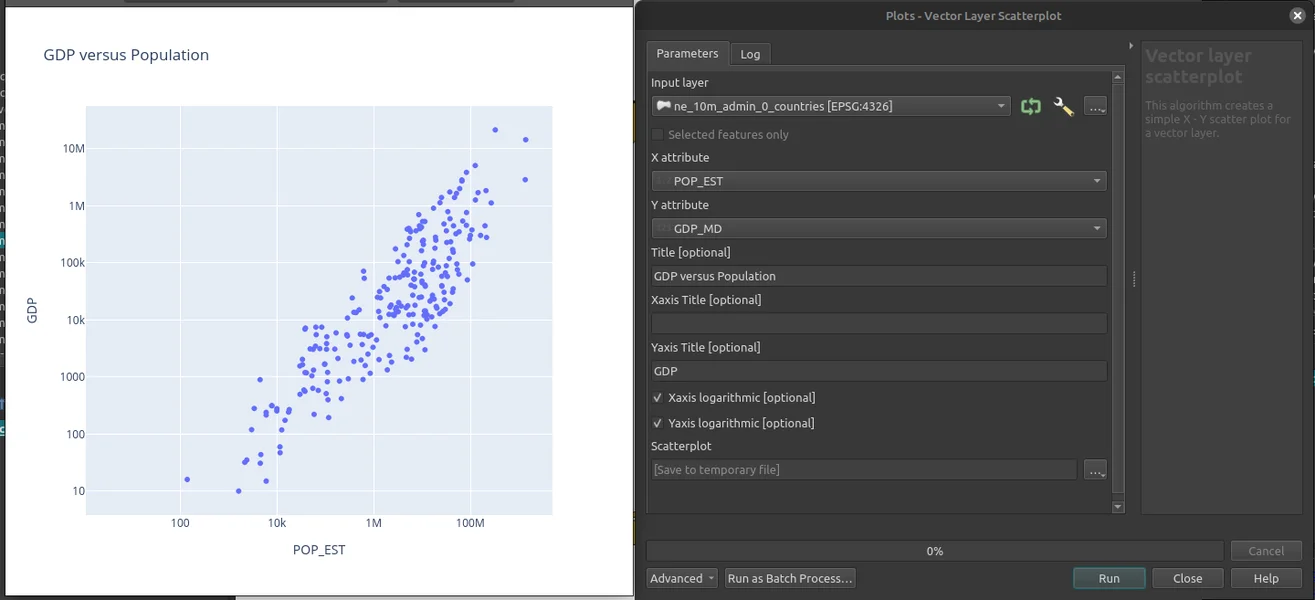 GDP versus Population
10M
1M
100k
10k
1000
100
10
GDP
100
10k
1M
100M
POP_EST
Plots - Vector Layer Scatterplot
Parameters
Log
Input layer
ne_10m_admin_0_countries [EPSG:4326]
...
Selected features only
X attribute
POP_EST
Y attribute
GDP_MD
Title [optional]
GDP versus Population
Xaxis Title [optional]
Yaxis Title [optional]
GDP
Xaxis logarithmic [optional]
Yaxis logarithmic [optional]
Scatterplot
[Save to temporary file]
...
Vector layer
scatterplot
This algorithm creates a
simple X - Y scatter plot for
a vector layer.
0%
Cancel
Advanced
Run as Batch Process...
Run
Close
Help